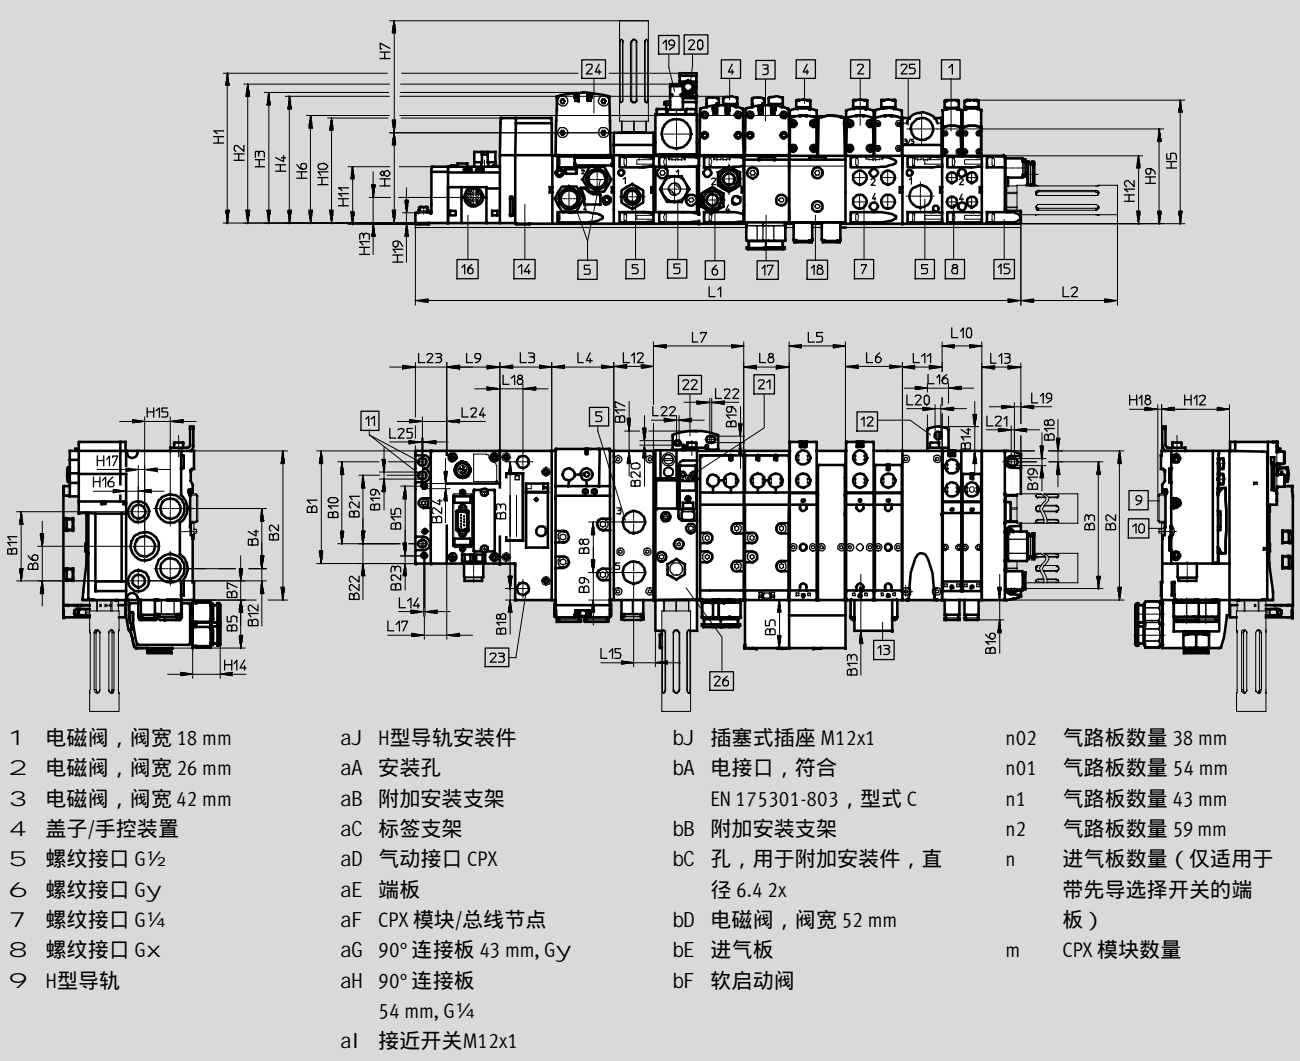 H7
19
20
24
4
3
4
2
25
1
H1
H2
H3
H4
H6
H10
H11
H8
H13
H19
H12
H9
H5
16
14
5
5
5
6
17
18
7
5
8
15
L1
L2
L7
L10
L23
L9
L3
L4
L12
L8
L5
L6
L11
L13
L18
L16
L24
L25
L22
L22
L20
L19
L21
11
5
22
21
12
B17
B19
B20
B14
B18
B19
H15
H17
H16
H18
H12
B11
B6
B4
B2
B7
B12
B5
H14
B1
B10
B21
B19
B15
B24
B3
B22
B23
B8
B9
B18
B5
B13
B16
B3
B2
9
10
L14
L17
L15
23
26
13
1 电磁阀，阀宽 18 mm
2 电磁阀，阀宽 26 mm
3 电磁阀，阀宽 42 mm
4 盖子/手控装置
5 螺纹接口 G½
6 螺纹接口 Gy
7 螺纹接口 G¼
8 螺纹接口 Gx
9 H型导轨
aJ H型导轨安装件
aA 安装孔
aB 附加安装支架
aC 标签支架
aD 气动接口 CPX
aE 端板
aF CPX 模块/总线节点
aG 90° 连接板 43 mm, Gy
aH 90° 连接板
54 mm, G¼
aI 接近开关M12x1
bJ 插塞式插座 M12x1
bA 电接口，符合
EN 175301-803，型式 C
bB 附加安装支架
bC 孔，用于附加安装件，直
径 6.4 2x
bD 电磁阀，阀宽 52 mm
bE 进气板
bF 软启动阀
n02 气路板数量 38 mm
n01 气路板数量 54 mm
n1 气路板数量 43 mm
n2 气路板数量 59 mm
n 进气板数量（仅适用于
带先导选择开关的端
板）
m CPX 模块数量